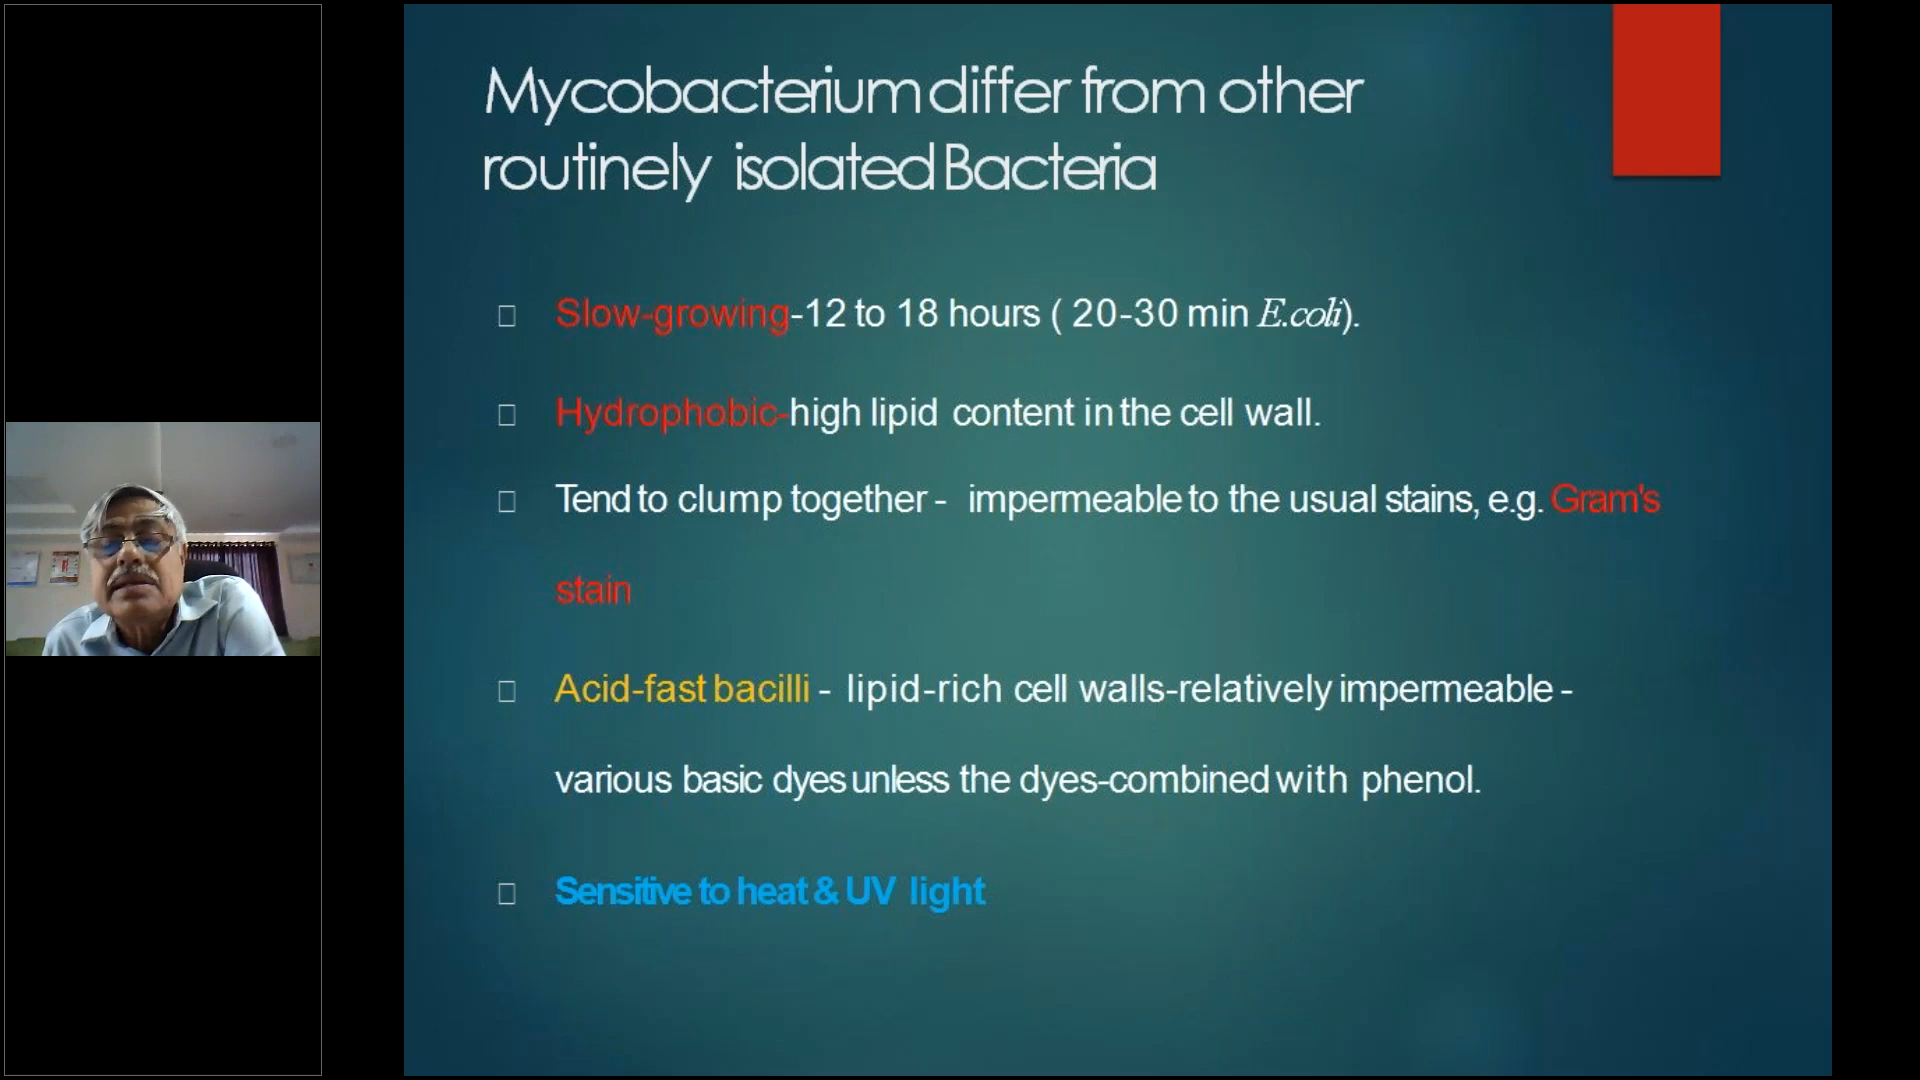 Mycobacterium differ from other
routinely isolated Bacteria
Slow-growing-12 to 18 hours ( 20-30 min E.coli).
Hydrophobic-high lipid content in the cell wall.
Tend to clump together - impermeable to the usual stains, e.g. Gram's
stain
Acid-fast bacilli - lipid-rich cell walls-relatively impermeable -
various basic dyes unless the dyes-combined with phenol.
Sensitive to heat & UV light